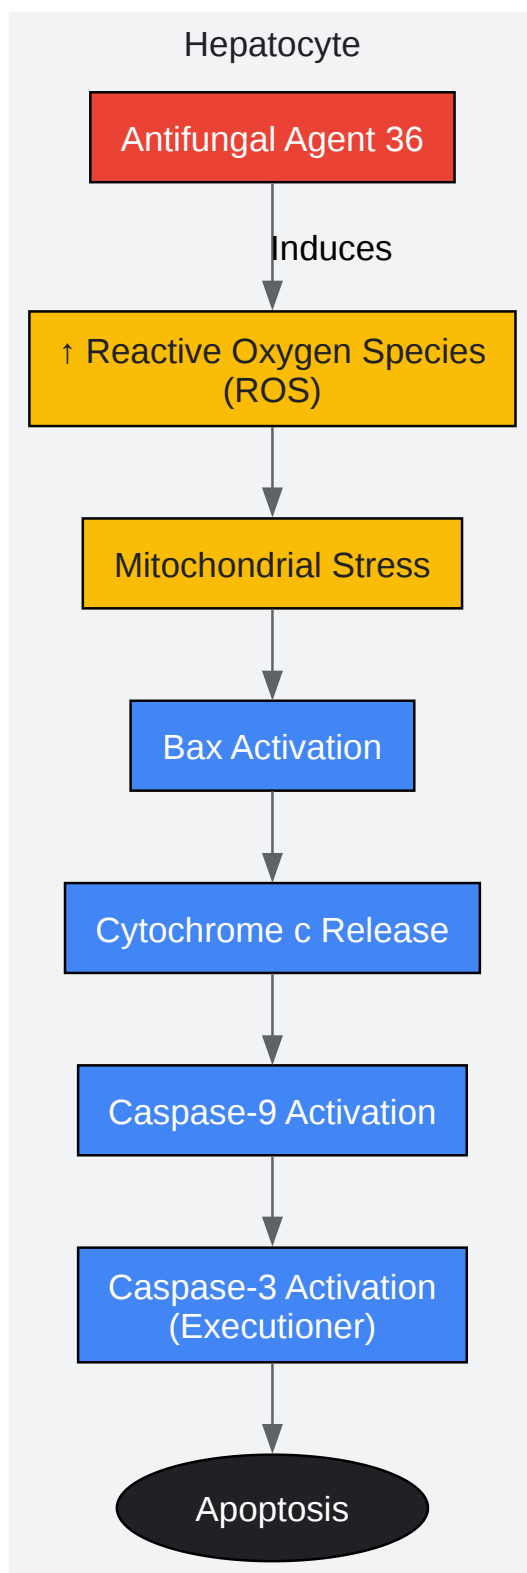 Hepatocyte
Antifungal Agent 36
Induces
↑ Reactive Oxygen Species
(ROS)
Mitochondrial Stress
Bax Activation
Cytochrome c Release
Caspase-9 Activation
Caspase-3 Activation
(Executioner)
Apoptosis